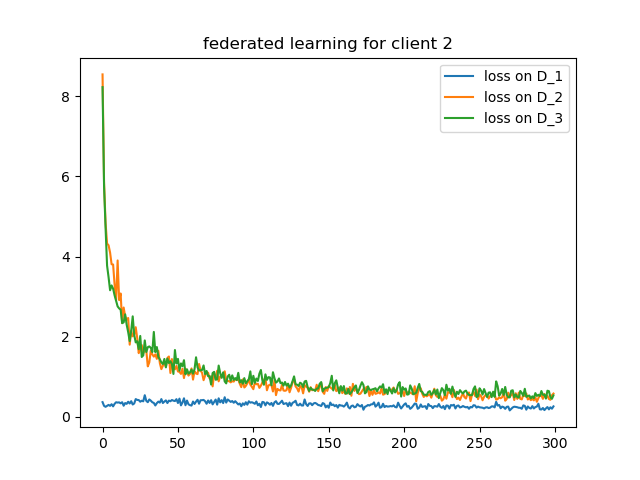 federated learning for client 2
loss on D_1
loss on D_2
loss on D_3
8
6
4
2
0
0 50 100 150 200 250 300